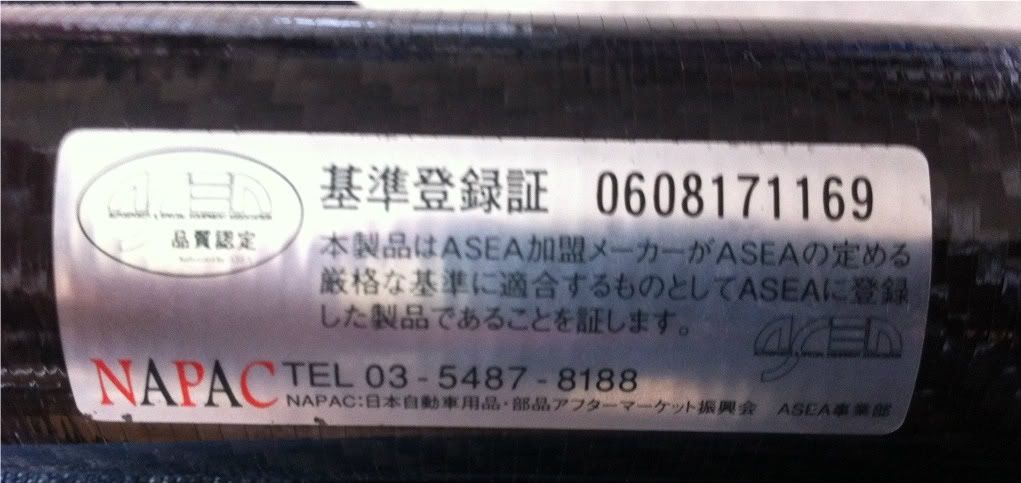 ASEA
品質認定
基準登録証 0608171169
本製品はASEA加盟メーカーがASEAの定める
厳格な基準に適合するものとしてASEAに登録
した製品であることを証します。
ASEA
NAPAC TEL 03-5487-8188
NAPAC:日本自動車用品・部品アフターマーケット振興会 ASEA事業部